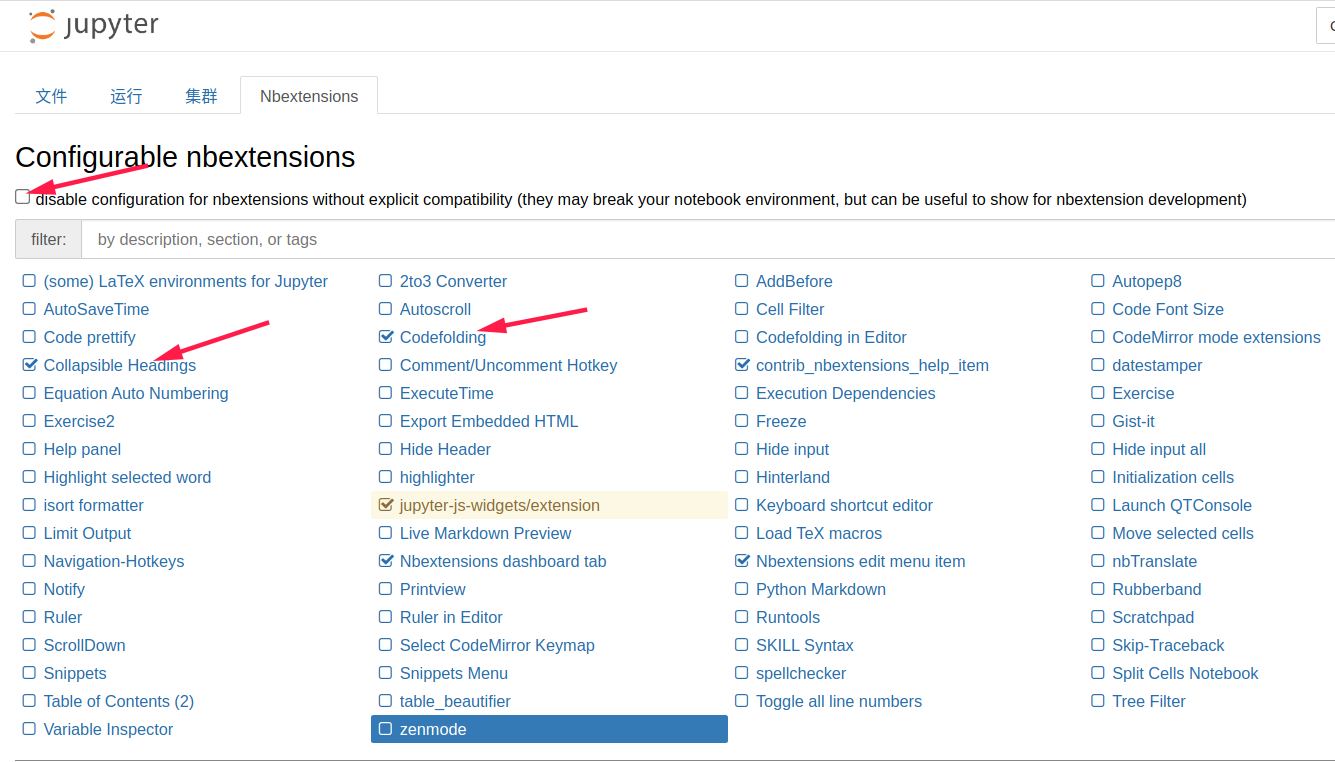 jupyter
文件 运行 集群 Nbextensions
Configurable nbextensions
disable configuration for nbextensions without explicit compatibility (they may break your notebook environment, but can be useful to show for nbextension development)
filter: by description, section, or tags
(some) LaTeX environments for Jupyter 2to3 Converter AddBefore Autopep8
AutoSaveTime Autoscroll Cell Filter Code Font Size
Code prettify Codefolding Codefolding in Editor CodeMirror mode extensions
Collapsible Headings Comment/Uncomment Hotkey contrib_nbextensions_help_item datestamper
Equation Auto Numbering ExecuteTime Execution Dependencies Exercise
Exercise2 Export Embedded HTML Freeze Gist-it
Help panel Hide Header Hide input Hide input all
Highlight selected word highlighter Hinterland Initialization cells
isort formatter jupyter-js-widgets/extension Keyboard shortcut editor Launch QTConsole
Limit Output Live Markdown Preview Load TeX macros Move selected cells
Navigation-Hotkeys Nbextensions dashboard tab Nbextensions edit menu item nbTranslate
Notify Printview Python Markdown Rubberband
Ruler Ruler in Editor Runtools Scratchpad
ScrollDown Select CodeMirror Keymap SKILL Syntax Skip-Traceback
Snippets Snippets Menu spellchecker Split Cells Notebook
Table of Contents (2) table_beautifier Toggle all line numbers Tree Filter
Variable Inspector zenmode